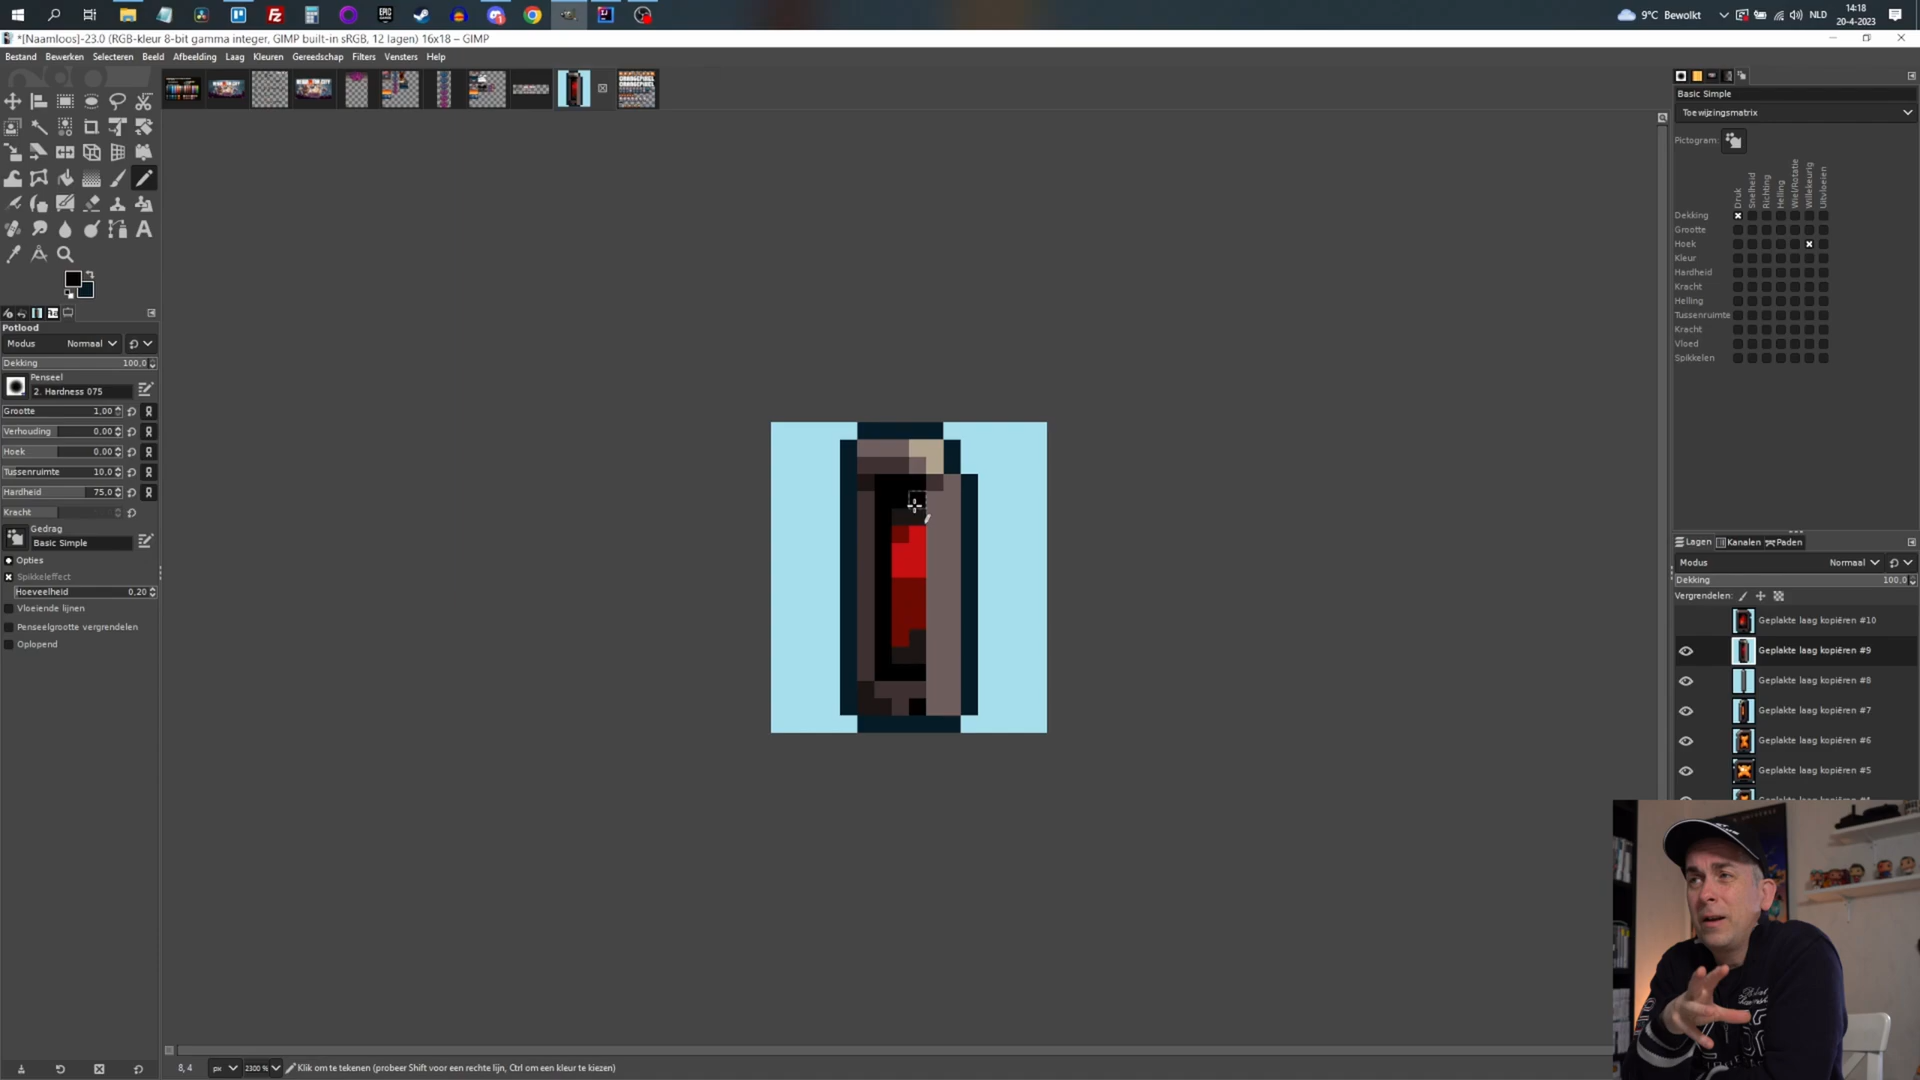 9°C Bewolkt
NLD
14:18
20-4-2023
*[Naamloos]-23.0 (RGB-kleur 8-bit gamma integer, GIMP built-in sRGB, 12 lagen) 16x18 – GIMP
Bestand Bewerken Selecteren Beeld Afbeelding Laag Kleuren Gereedschap Filters Vensters Help
Basic Simple
Toewijzingsmatrix
Pictogram:
Druk Snelheid Richting Helling Wiel/Rotatie Willekeurig Uitvloeien
Dekking
Grootte
Hoek
Kleur
Hardheid
Kracht
Helling
Tussenruimte
Kracht
Vloed
Spikkelen
Potlood
Modus Normaal
Dekking 100,0
Penseel
2. Hardness 075
Grootte 1,00
Verhouding 0,00
Hoek 0,00
Tussenruimte 10,0
Hardheid 75,0
Kracht
Gedrag
Basic Simple
Opties
Spikkeleffect
Hoeveelheid 0,20
Vloeiende lijnen
Penseelgrootte vergrendelen
Oplopend
Lagen Kanalen Paden
Modus Normaal
Dekking 100,0
Vergrendelen:
Geplakte laag kopiëren #10
Geplakte laag kopiëren #9
Geplakte laag kopiëren #8
Geplakte laag kopiëren #7
Geplakte laag kopiëren #6
Geplakte laag kopiëren #5
8, 4 px 2300 % Klik om te tekenen (probeer Shift voor een rechte lijn, Ctrl om een kleur te kiezen)